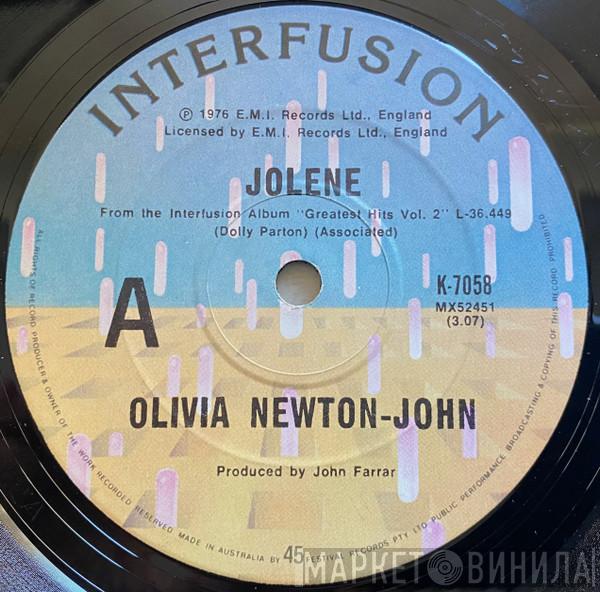 INTERFUSION
℗ 1976 E.M.I. Records Ltd., England
Licensed by E.M.I. Records Ltd., England
JOLENE
From the Interfusion Album "Greatest Hits Vol. 2" L-36.449
(Dolly Parton) (Associated)
A
K-7058
MX52451
(3.07)
OLIVIA NEWTON-JOHN
Produced by John Farrar
ALL RIGHTS OF RECORD PRODUCER & OWNER OF THE WORK RECORDED RESERVED MADE IN AUSTRALIA BY 45 FESTIVAL RECORDS PTY LTD PUBLIC PERFORMANCE BROADCASTING & COPYING OF THIS RECORD PROHIBITED
МАРКЕТ ВИНИЛА